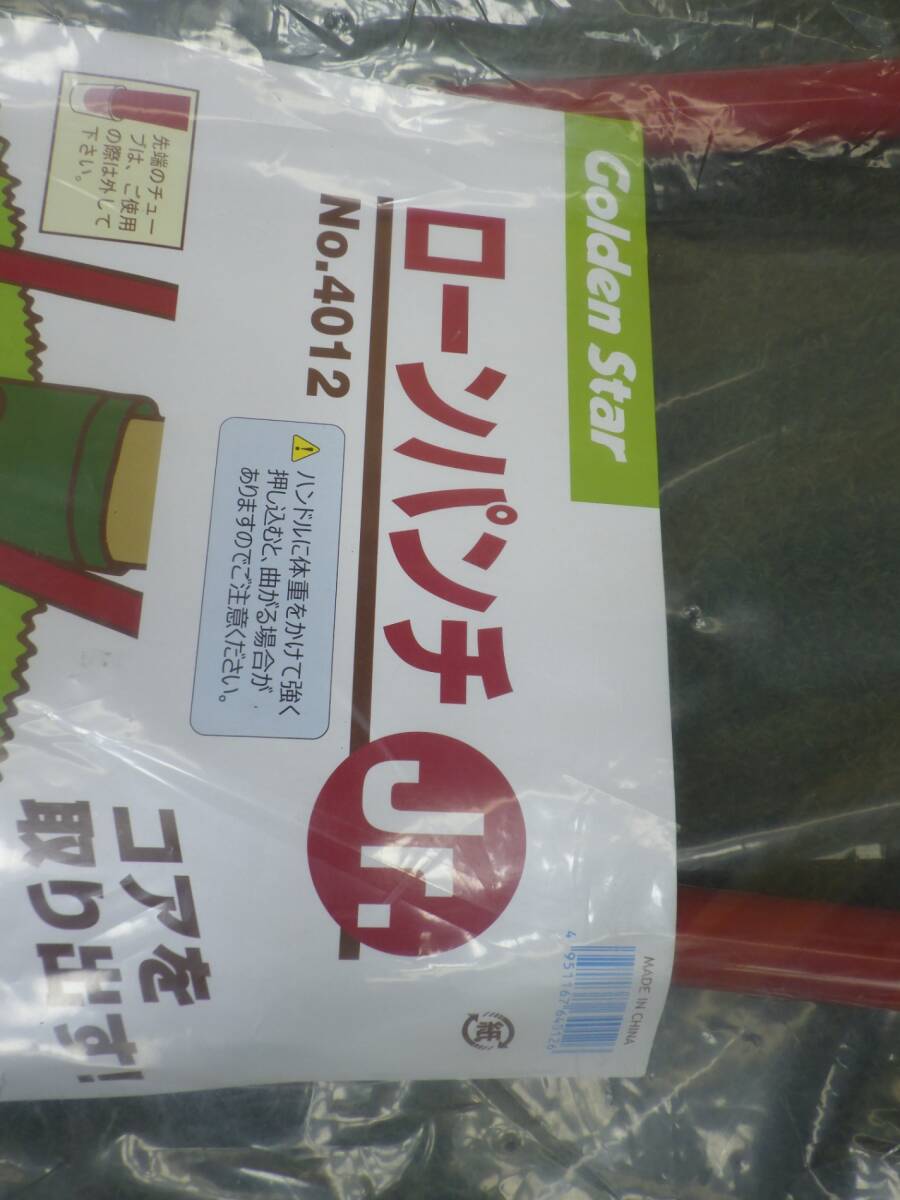 Golden Star
ローンパンチ Jr.
No.4012
先端のチュー
ブは、ご使用
の際は外して
下さい。
ハンドルに体重をかけて強く
押し込むと、曲がる場合が
ありますのでご注意ください。
コアを
取り出す!
紙
MADE IN CHINA